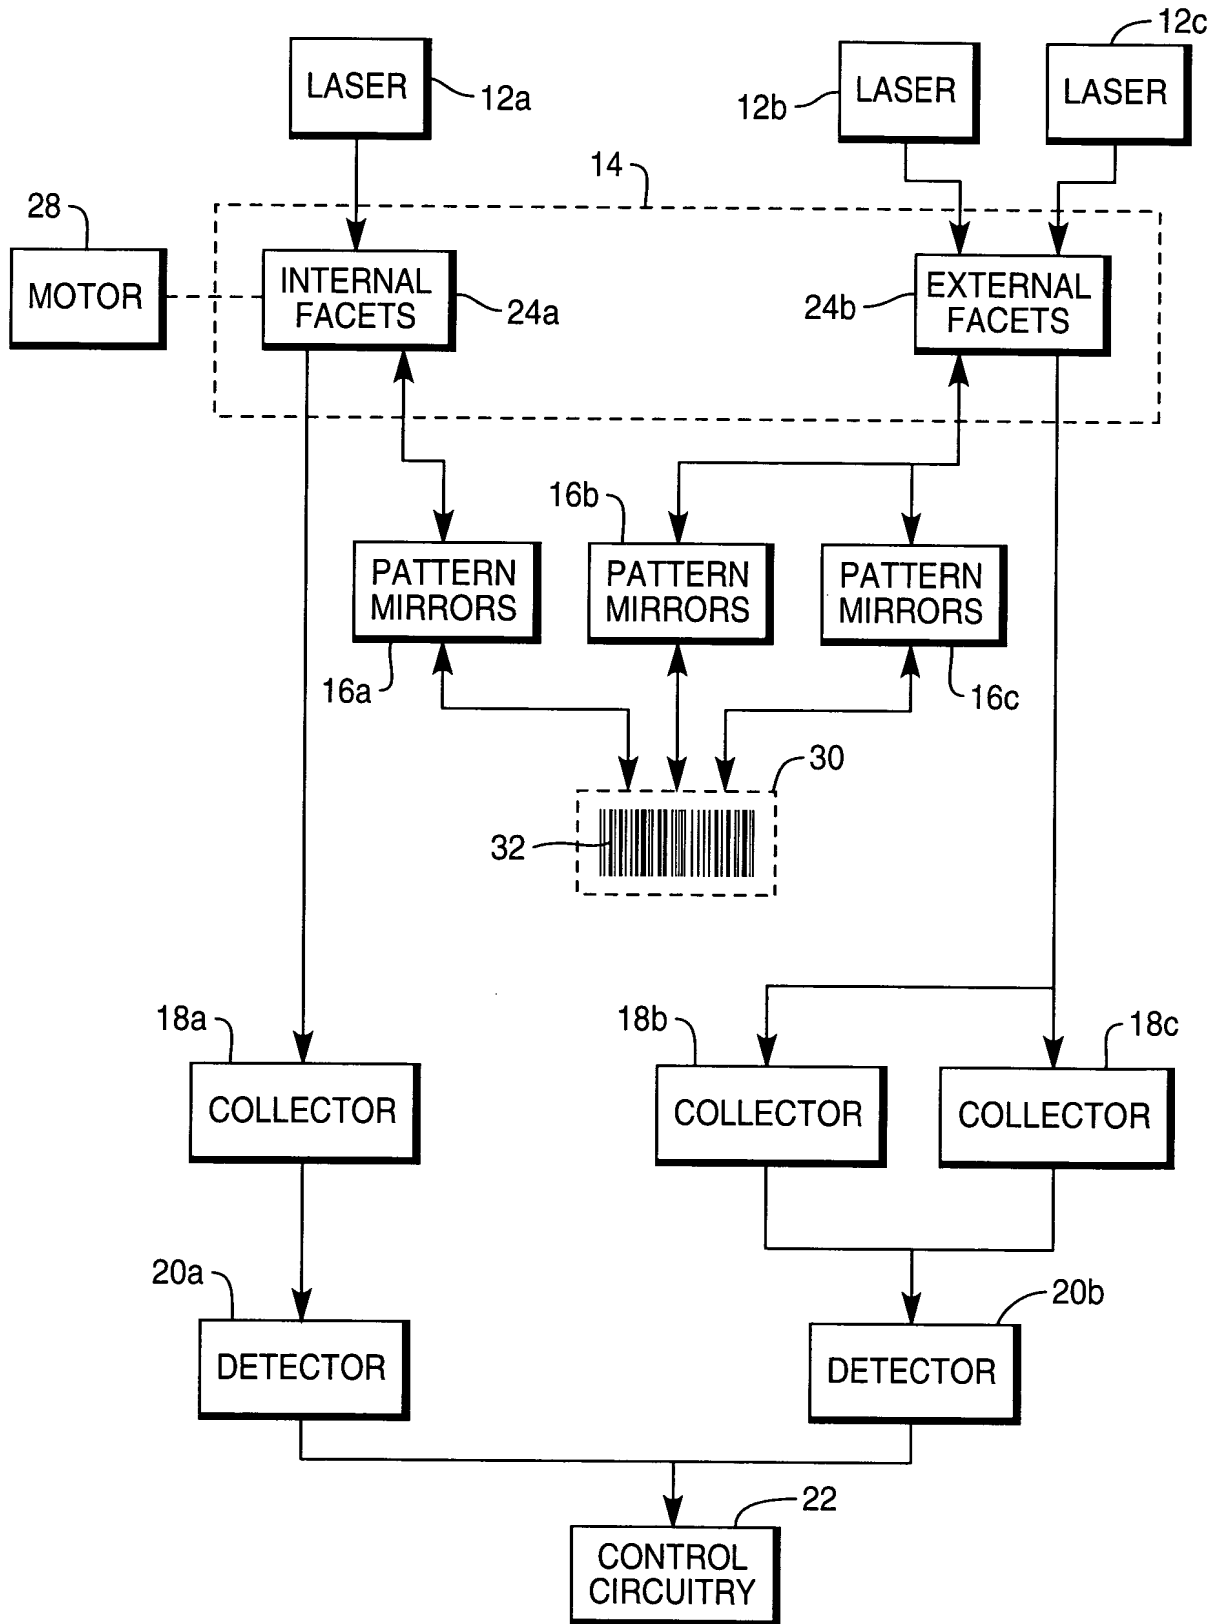 12c
LASER
12a
LASER
12b
LASER
14
28
MOTOR
INTERNAL
FACETS
24a
24b
EXTERNAL
FACETS
16b
PATTERN
MIRRORS
PATTERN
MIRRORS
PATTERN
MIRRORS
16a
16c
30
32
18a
18b
18c
COLLECTOR
COLLECTOR
COLLECTOR
20a
20b
DETECTOR
DETECTOR
22
CONTROL
CIRCUITRY